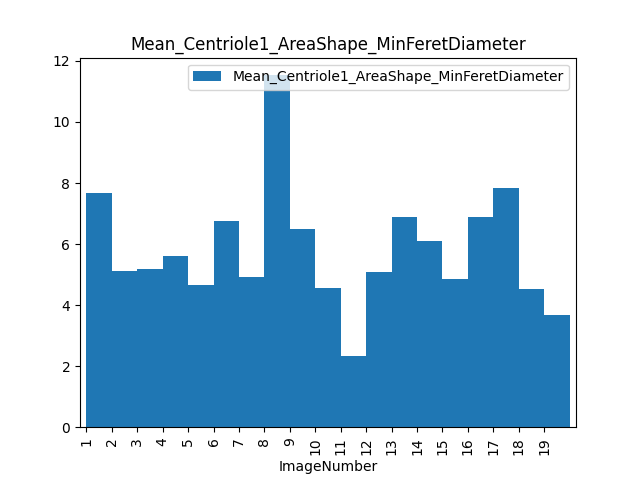 Mean_Centriole1_AreaShape_MinFeretDiameter
Mean_Centriole1_AreaShape_MinFeretDiameter
12
10
8
6
4
2
0
1 2 3 4 5 6 7 8 9 10 11 12 13 14 15 16 17 18 19
ImageNumber